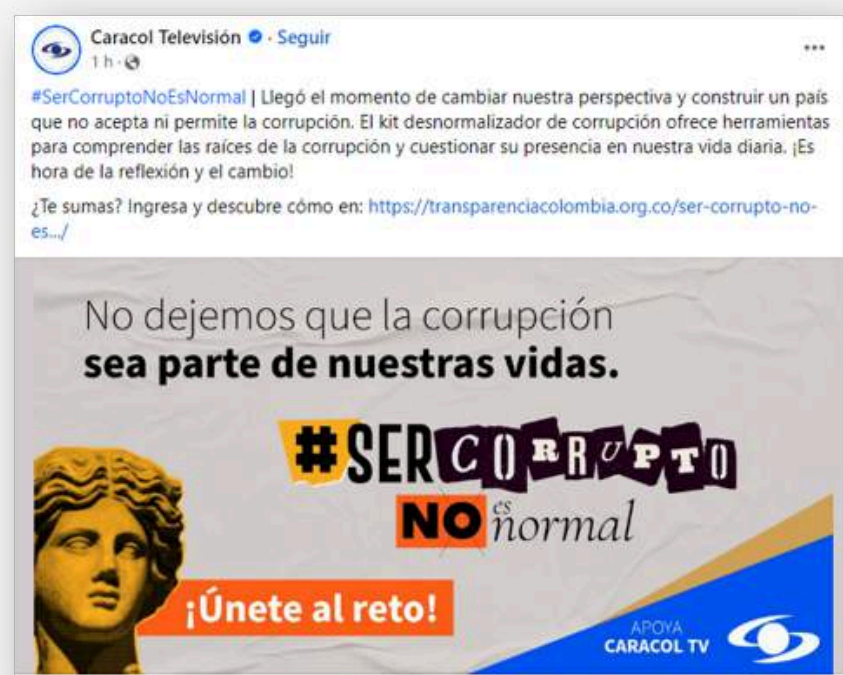 Caracol Televisión · Seguir
1 h ·
#SerCorruptoNoEsNormal | Llegó el momento de cambiar nuestra perspectiva y construir un país
que no acepta ni permite la corrupción. El kit desnormalizador de corrupción ofrece herramientas
para comprender las raíces de la corrupción y cuestionar su presencia en nuestra vida diaria. ¡Es
hora de la reflexión y el cambio!
¿Te sumas? Ingresa y descubre cómo en: https://transparenciacolombia.org.co/ser-corrupto-no-
es.../
No dejemos que la corrupción
sea parte de nuestras vidas.
#SER CORRUPTO
NO es normal
¡Únete al reto!
APOYA
CARACOL TV